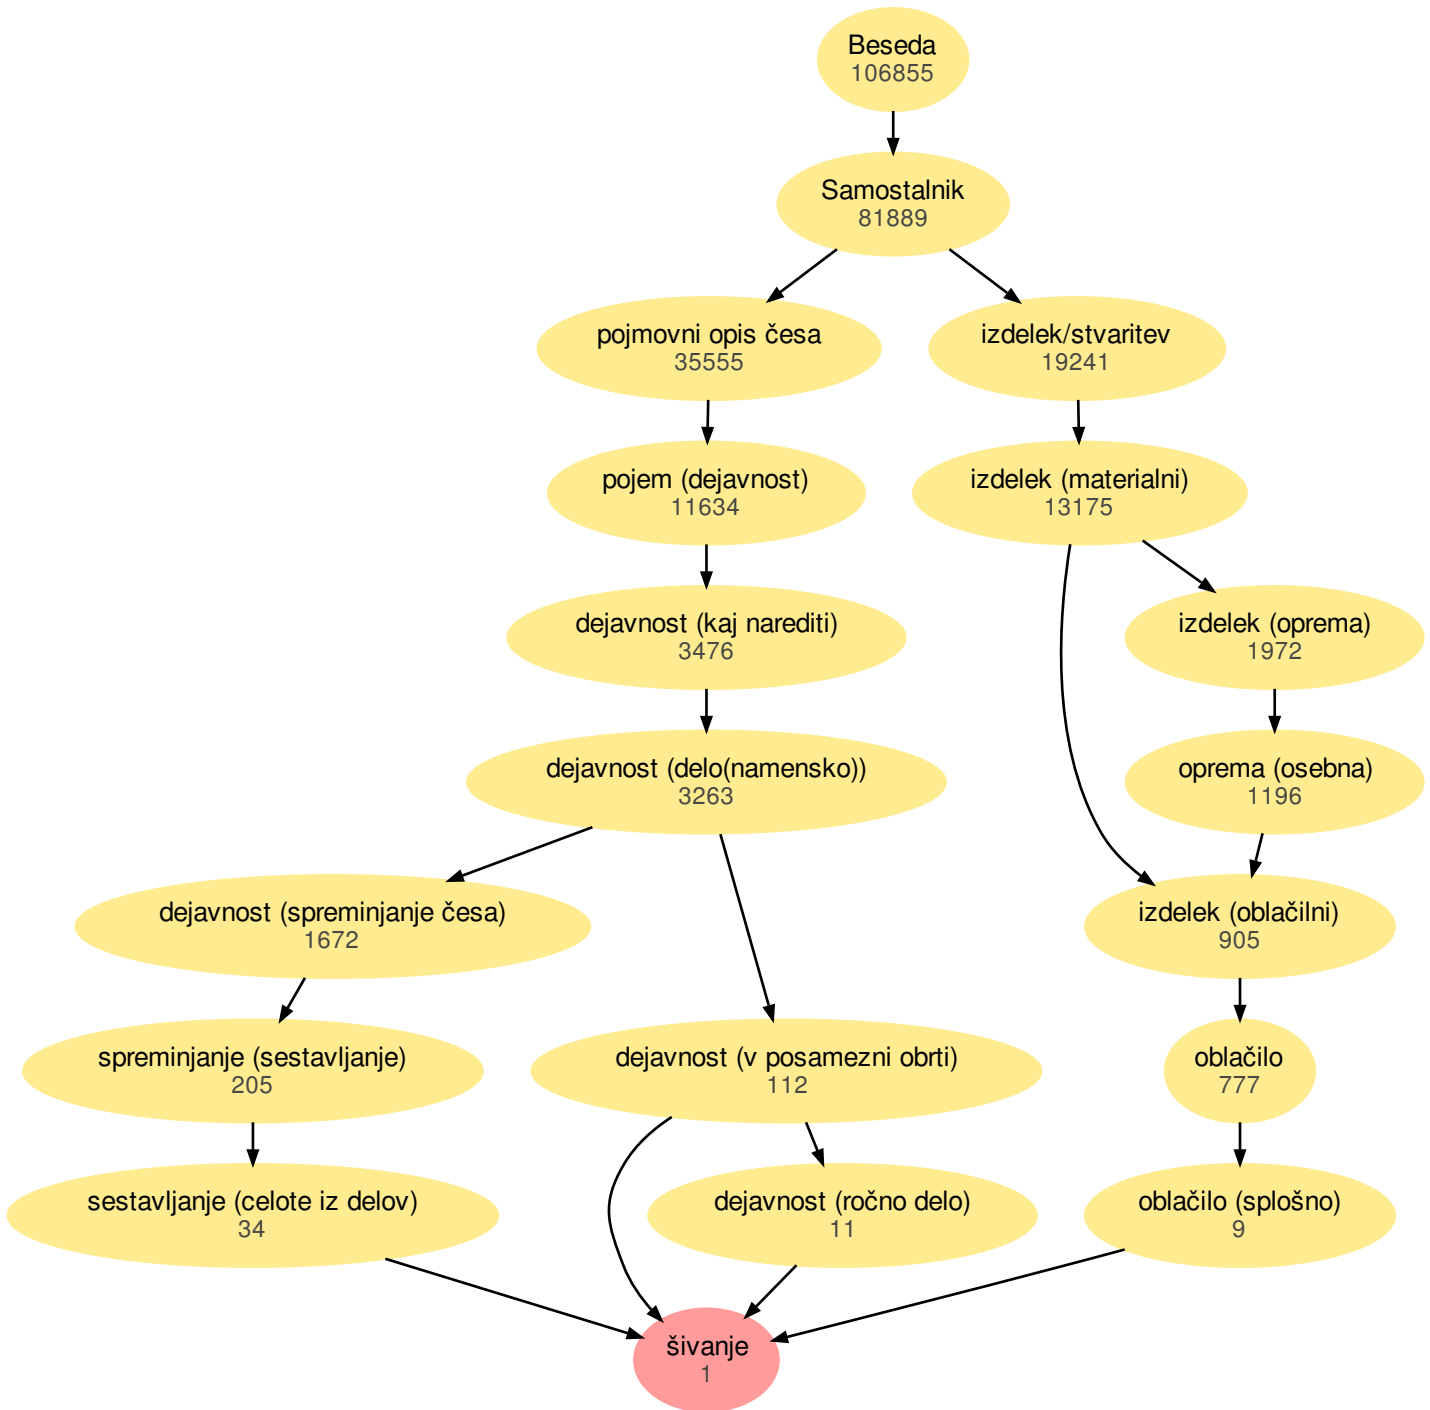 Beseda
106855
Samostalnik
81889
pojmovni opis česa
35555
izdelek/stvaritev
19241
pojem (dejavnost)
11634
izdelek (materialni)
13175
dejavnost (kaj narediti)
3476
izdelek (oprema)
1972
dejavnost (delo(namensko))
3263
oprema (osebna)
1196
dejavnost (spreminjanje česa)
1672
izdelek (oblačilni)
905
spreminjanje (sestavljanje)
205
dejavnost (v posamezni obrti)
112
oblačilo
777
sestavljanje (celote iz delov)
34
dejavnost (ročno delo)
11
oblačilo (splošno)
9
šivanje
1